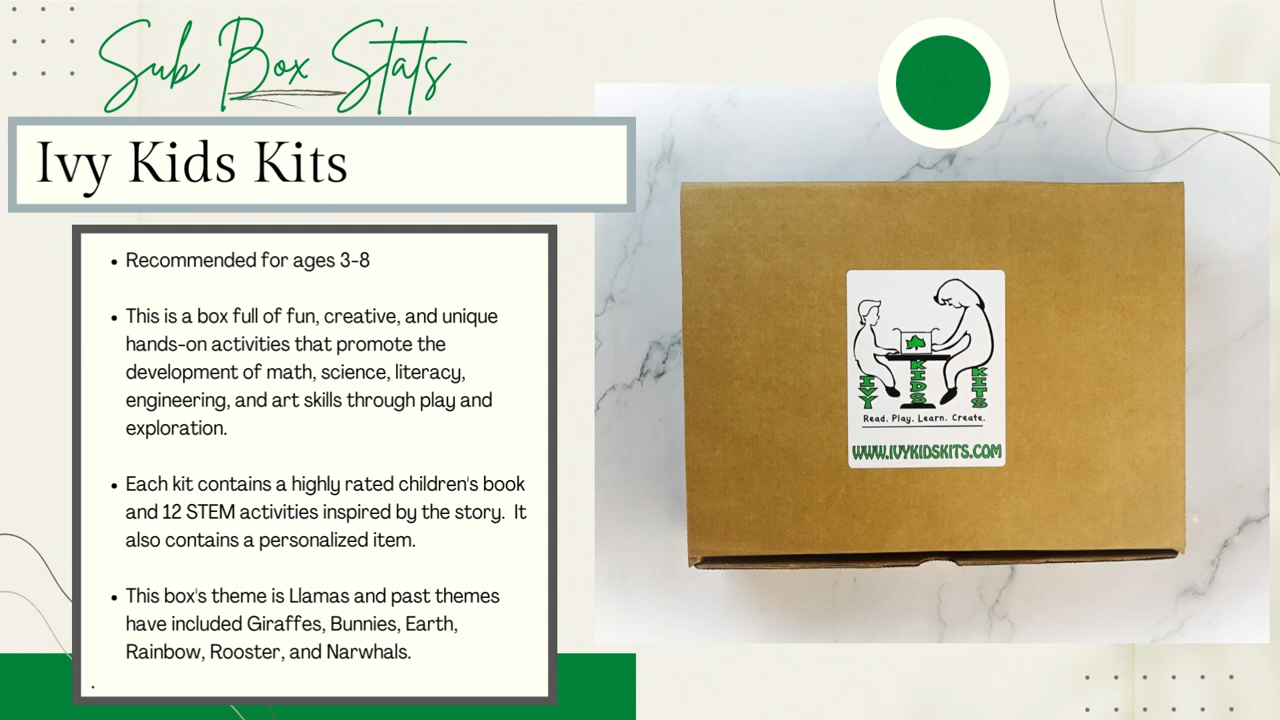 Sub Box Stats
Ivy Kids Kits
• Recommended for ages 3-8
• This is a box full of fun, creative, and unique
hands-on activities that promote the
development of math, science, literacy,
engineering, and art skills through play and
exploration.
• Each kit contains a highly rated children's book
and 12 STEM activities inspired by the story.  It
also contains a personalized item.
• This box's theme is Llamas and past themes
have included Giraffes, Bunnies, Earth,
Rainbow, Rooster, and Narwhals.
.
IVY KIDS KITS
Read. Play. Learn. Create.
WWW.IVYKIDSKITS.COM